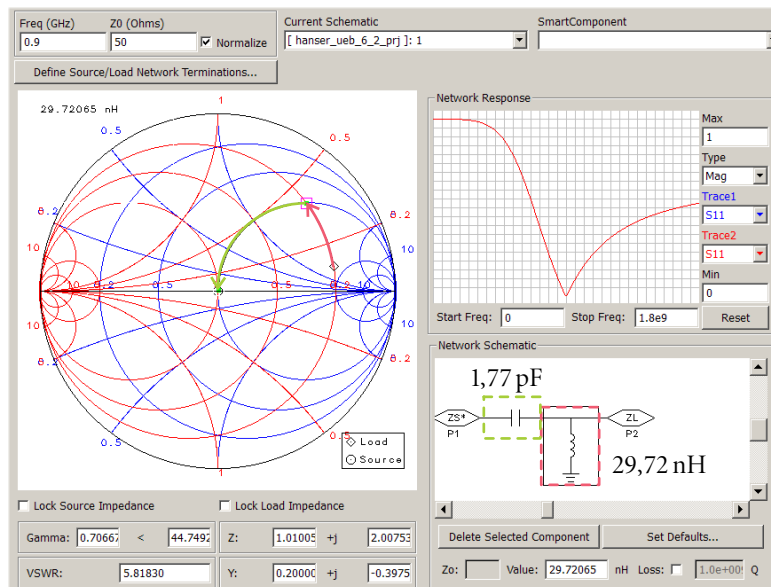 Freq (GHz) Z0 (Ohms)
0.9 50 Normalize
Current Schematic
[ hanser_ueb_6_2_prj ]: 1
SmartComponent
Define Source/Load Network Terminations...
29.72065 nH
1
0.5 0.5
0.2 0.2
10 10
10 0.5 0.5 0.2 10
10 10
0.2 0.2
0.5 0.5
1
Load
Source
Network Response
Max
1
Type
Mag
Trace1
S11
Trace2
S11
Min
0
Start Freq: 0 Stop Freq: 1.8e9 Reset
Network Schematic
1,77 pF
ZS* ZL
P1 P2
29,72 nH
Lock Source Impedance Lock Load Impedance
Gamma: 0.70667 < 44.7492 Z: 1.01005 +j 2.00753
VSWR: 5.81830 Y: 0.20000 +j -0.3975
Delete Selected Component Set Defaults...
Zo: Value: 29.72065 nH Loss: 1.0e+009 Q